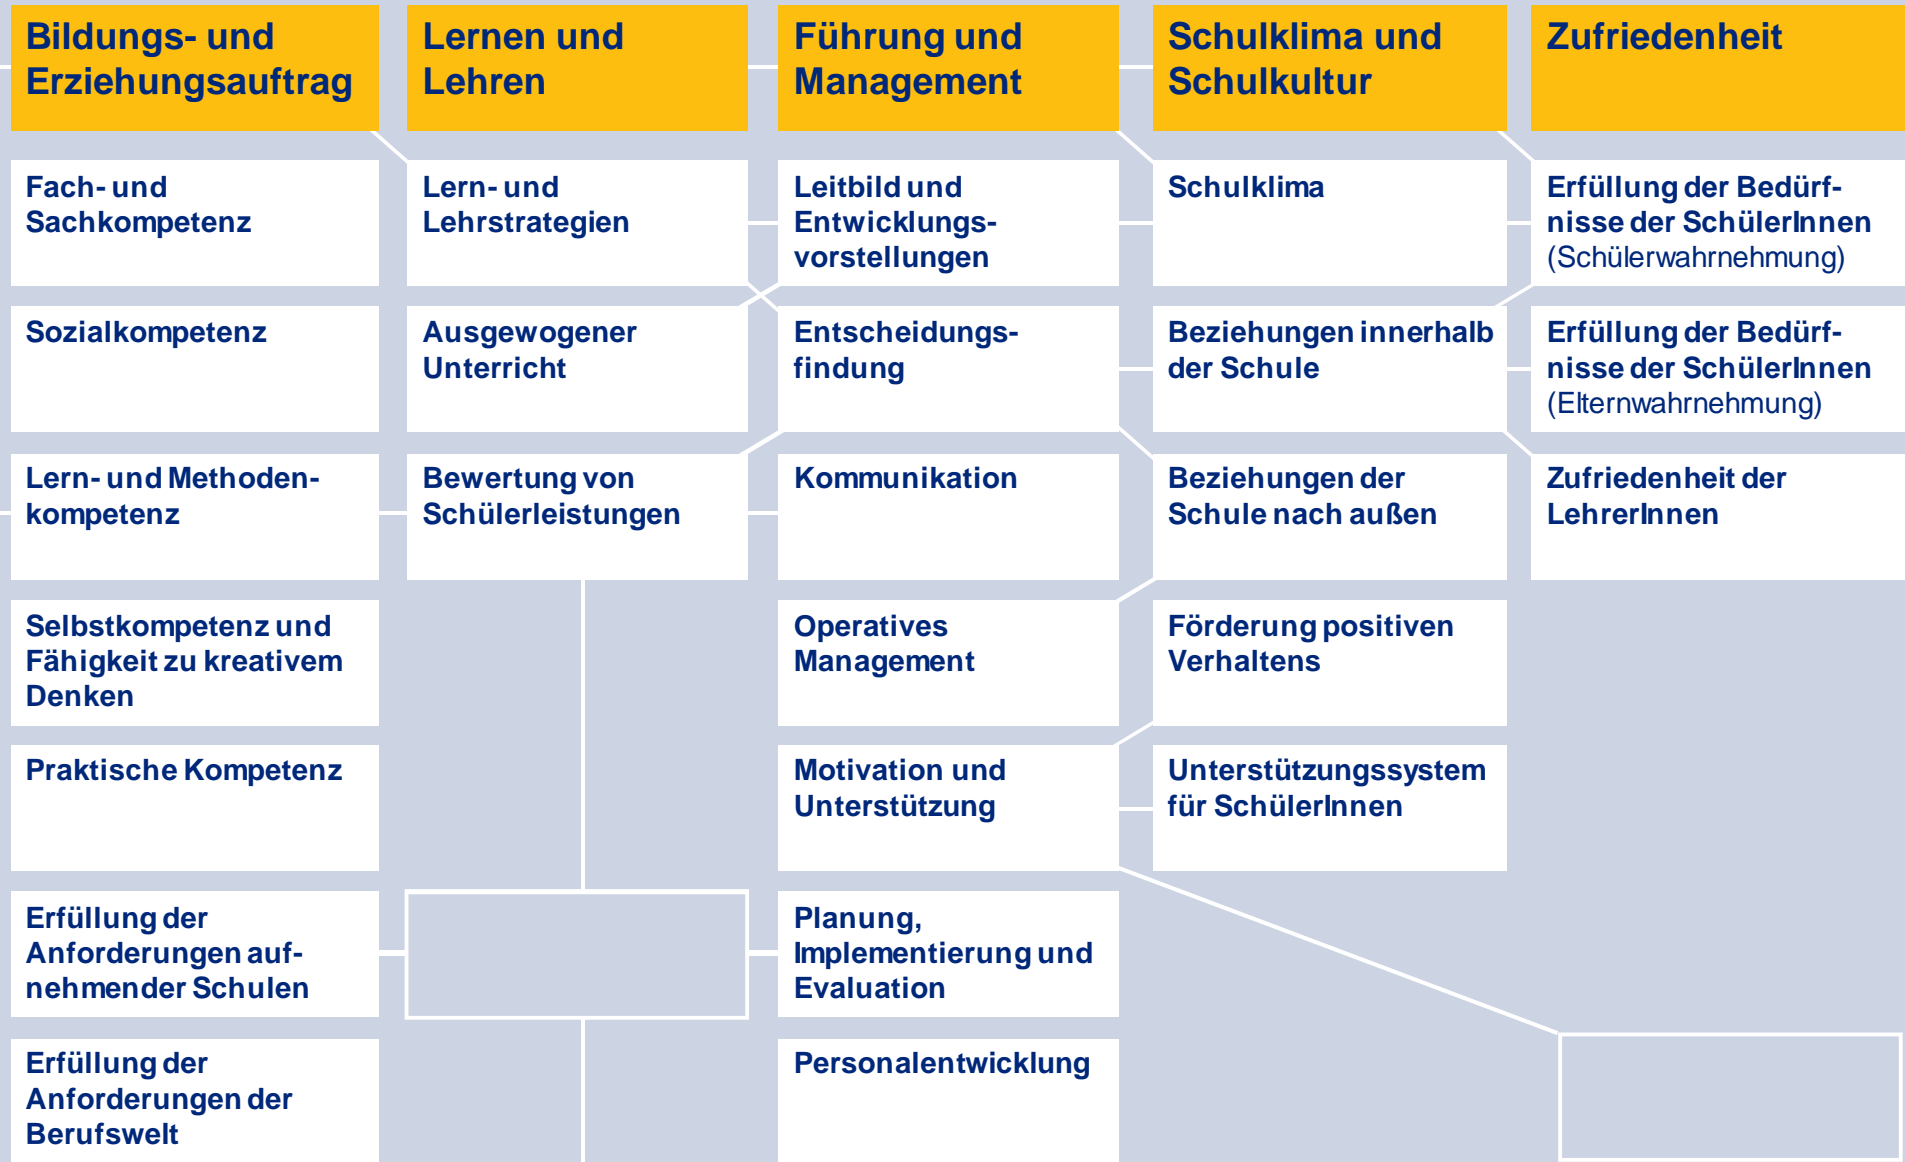 Bildungs- und
Erziehungsauftrag
Fach- und
Sachkompetenz
Sozialkompetenz
Lern- und Methoden-
kompetenz
Selbstkompetenz und
Fähigkeit zu kreativem
Denken
Praktische Kompetenz
Erfüllung der
Anforderungen auf-
nehmender Schulen
Erfüllung der
Anforderungen der
Berufswelt
Lernen und
Lehren
Lern- und
Lehrstrategien
Ausgewogener
Unterricht
Bewertung von
Schülerleistungen
Führung und
Management
Leitbild und
Entwicklungs-
vorstellungen
Entscheidungs-
findung
Kommunikation
Operatives
Management
Motivation und
Unterstützung
Planung,
Implementierung und
Evaluation
Personalentwicklung
Schulklima und
Schulkultur
Schulklima
Beziehungen innerhalb
der Schule
Beziehungen der
Schule nach außen
Förderung positiven
Verhaltens
Unterstützungssystem
für SchülerInnen
Zufriedenheit
Erfüllung der Bedürf-
nisse der SchülerInnen
(Schülerwahrnehmung)
Erfüllung der Bedürf-
nisse der SchülerInnen
(Elternwahrnehmung)
Zufriedenheit der
LehrerInnen